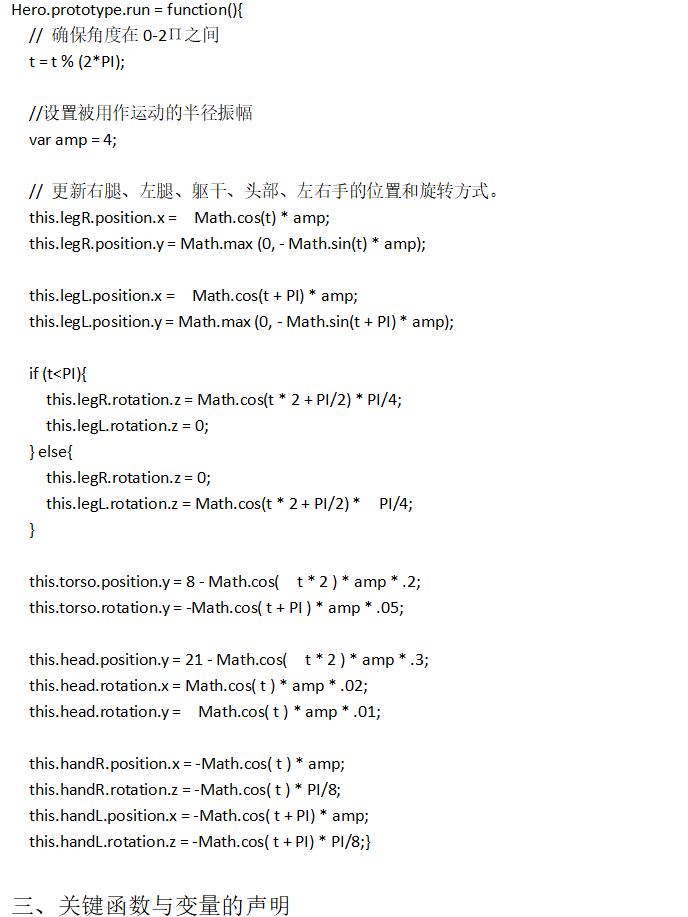 Hero.prototype.run = function(){
// 确保角度在 0-2Π之间
t = t % (2*PI);
//设置被用作运动的半径振幅
var amp = 4;
// 更新右腿、左腿、躯干、头部、左右手的位置和旋转方式。
this.legR.position.x = Math.cos(t) * amp;
this.legR.position.y = Math.max (0, - Math.sin(t) * amp);
this.legL.position.x = Math.cos(t + PI) * amp;
this.legL.position.y = Math.max (0, - Math.sin(t + PI) * amp);
if (t<PI){
this.legR.rotation.z = Math.cos(t * 2 + PI/2) * PI/4;
this.legL.rotation.z = 0;
} else{
this.legR.rotation.z = 0;
this.legL.rotation.z = Math.cos(t * 2 + PI/2) * PI/4;
}
this.torso.position.y = 8 - Math.cos( t * 2 ) * amp * .2;
this.torso.rotation.y = -Math.cos( t + PI ) * amp * .05;
this.head.position.y = 21 - Math.cos( t * 2 ) * amp * .3;
this.head.rotation.x = Math.cos( t ) * amp * .02;
this.head.rotation.y = Math.cos( t ) * amp * .01;
this.handR.position.x = -Math.cos( t ) * amp;
this.handR.rotation.z = -Math.cos( t ) * PI/8;
this.handL.position.x = -Math.cos( t + PI) * amp;
this.handL.rotation.z = -Math.cos( t + PI) * PI/8;}
三、关键函数与变量的声明